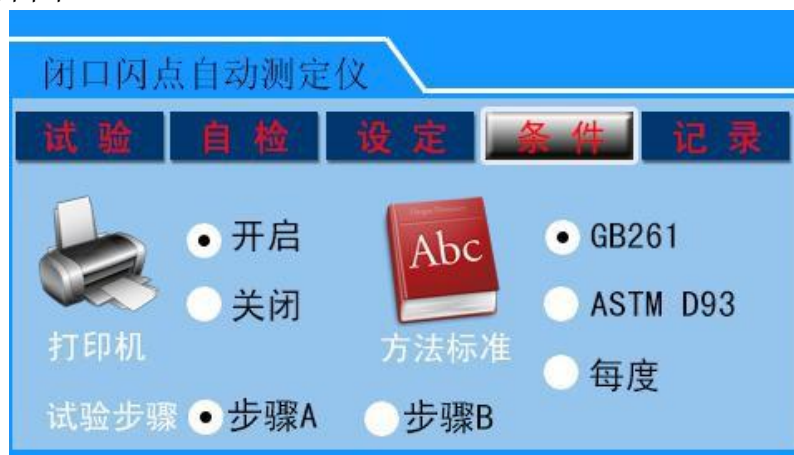 闭口闪点自动测定仪
试 验 自 检 设 定 条 件 记 录
开启 Abc GB261
关闭 ASTM D93
打印机 方法标准 每度
试验步骤 步骤A 步骤B